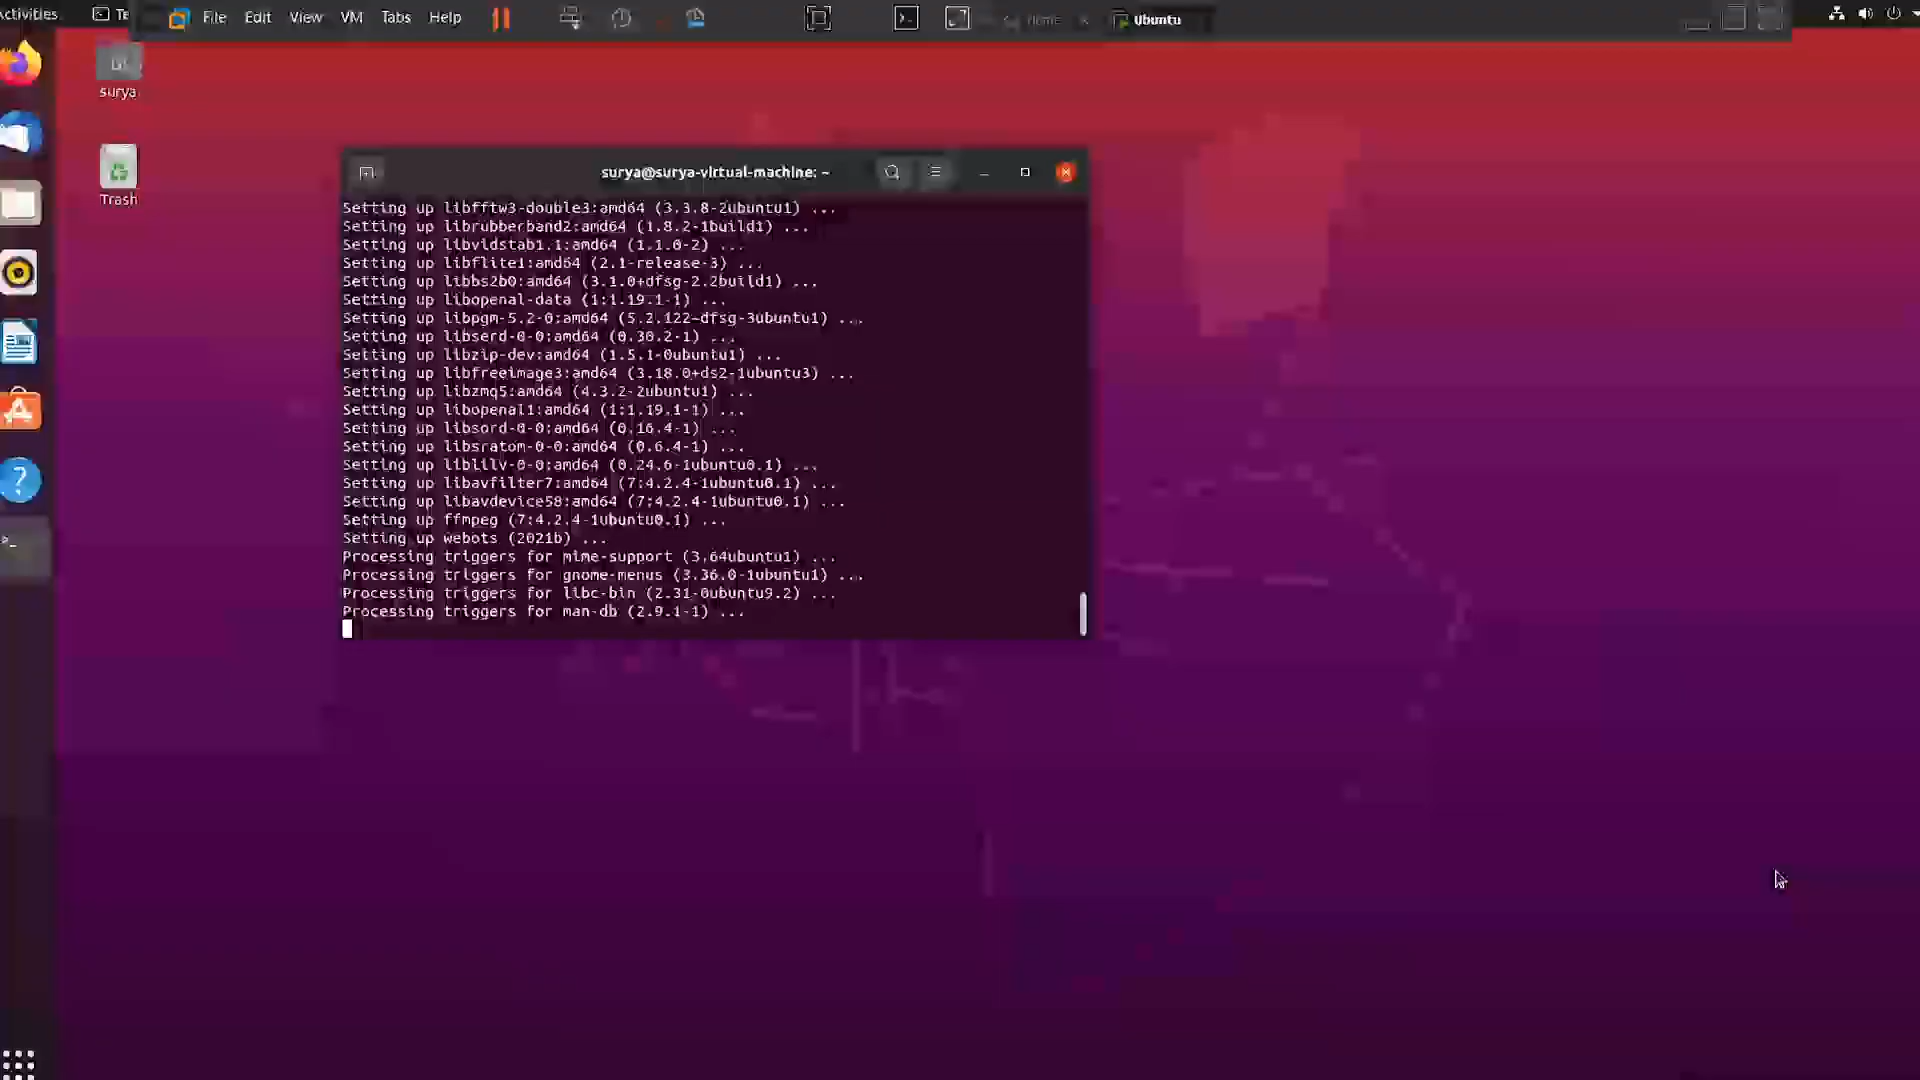 ctivities
Te
File Edit View VM Tabs Help
Home
Ubuntu
surya
Trash
surya@surya-virtual-machine: ~
Setting up libfftw3-double3:amd64 (3.3.8-2ubuntu1) ...
Setting up librubberband2:amd64 (1.8.2-1build1) ...
Setting up libvidstab1.1:amd64 (1.1.0-2) ...
Setting up libflite1:amd64 (2.1-release-3) ...
Setting up libbs2b0:amd64 (3.1.0+dfsg-2.2build1) ...
Setting up libopenal-data (1:1.19.1-1) ...
Setting up libpgm-5.2-0:amd64 (5.2.122~dfsg-3ubuntu1) ...
Setting up libserd-0-0:amd64 (0.30.2-1) ...
Setting up libzip-dev:amd64 (1.5.1-0ubuntu1) ...
Setting up libfreeimage3:amd64 (3.18.0+ds2-1ubuntu3) ...
Setting up libzmq5:amd64 (4.3.2-2ubuntu1) ...
Setting up libopenal1:amd64 (1:1.19.1-1) ...
Setting up libsord-0-0:amd64 (0.16.4-1) ...
Setting up libsratom-0-0:amd64 (0.6.4-1) ...
Setting up liblilv-0-0:amd64 (0.24.6-1ubuntu0.1) ...
Setting up libavfilter7:amd64 (7:4.2.4-1ubuntu0.1) ...
Setting up libavdevice58:amd64 (7:4.2.4-1ubuntu0.1) ...
Setting up ffmpeg (7:4.2.4-1ubuntu0.1) ...
Setting up webots (2021b) ...
Processing triggers for mime-support (3.64ubuntu1) ...
Processing triggers for gnome-menus (3.36.0-1ubuntu1) ...
Processing triggers for libc-bin (2.31-0ubuntu9.2) ...
Processing triggers for man-db (2.9.1-1) ...